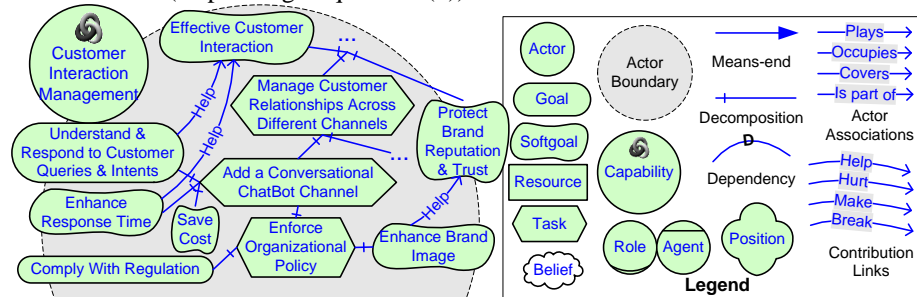 Customer
Interaction
Management
Effective Customer
Interaction
...
Manage Customer
Relationships Across
Different Channels
Protect
Brand
Reputation
& Trust
Help
Help
Understand &
Respond to Customer
Queries & Intents
...
Add a Conversational
ChatBot Channel
Enhance
Response Time
Save
Cost
Help
Enforce
Organizational
Policy
Enhance Brand
Image
Comply With Regulation
Actor
Goal
Softgoal
Resource
Task
Belief
Actor
Boundary
Capability
Role
Agent
Position
Means-end
Decomposition
D
Dependency
Plays
Occupies
Covers
Is part of
Actor
Associations
Help
Hurt
Make
Break
Contribution
Links
Legend